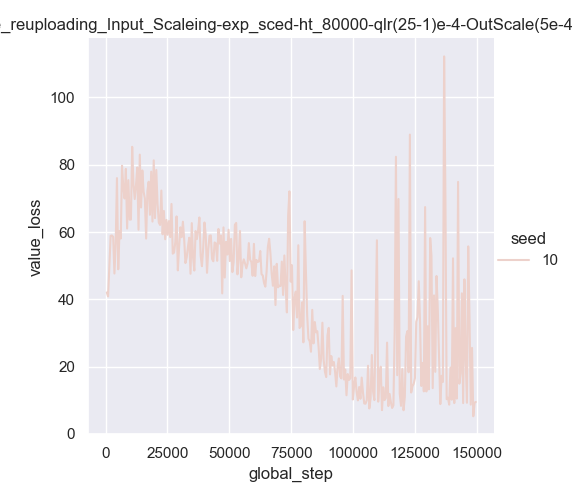 _reuploading_Input_Scaleing-exp_sced-ht_80000-qlr(25-1)e-4-OutScale(5e-4
100
80
60
40
20
0
value_loss
0 25000 50000 75000 100000 125000 150000
global_step
seed
10